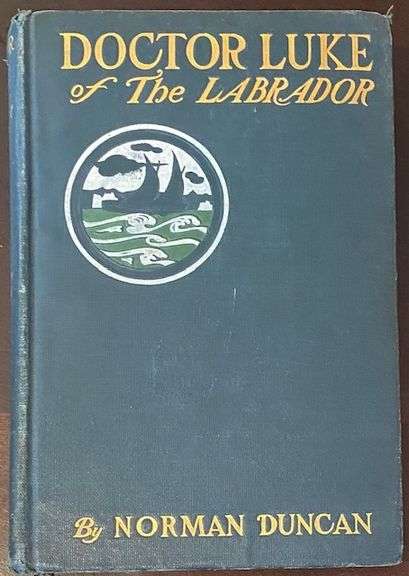 DOCTOR LUKE
of The LABRADOR
By NORMAN DUNCAN